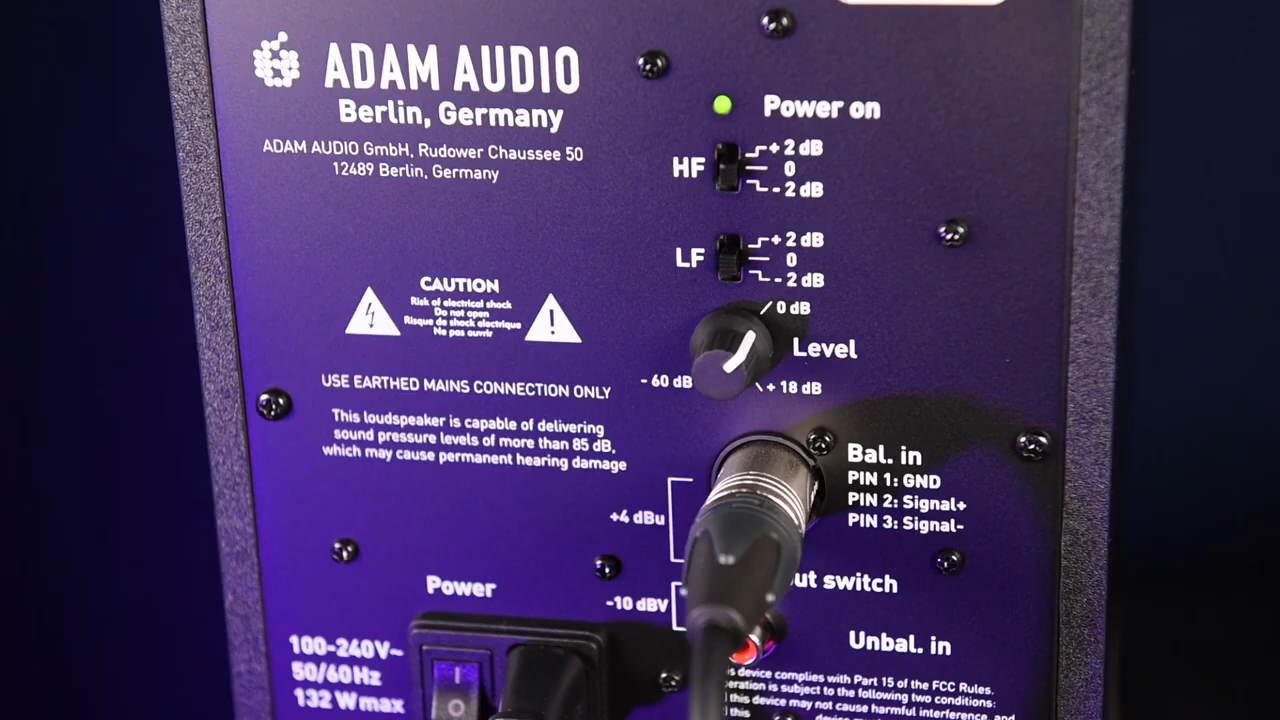 ADAM AUDIO
Berlin, Germany
ADAM AUDIO GmbH, Rudower Chaussee 50
12489 Berlin, Germany
Power on
HF
+ 2 dB
0
- 2 dB
LF
+ 2 dB
0
- 2 dB
CAUTION
Risk of electrical shock
Do not open
Risque de shock electrique
Ne pas ouvrir
0 dB
Level
- 60 dB
+ 18 dB
USE EARTHED MAINS CONNECTION ONLY
This loudspeaker is capable of delivering
sound pressure levels of more than 85 dB,
which may cause permanent hearing damage
Bal. in
PIN 1: GND
PIN 2: Signal+
PIN 3: Signal-
+4 dBu
switch
-10 dBV
Unbal. in
Power
100-240V~
50/60Hz
132 W max
device complies with Part 15 of the FCC Rules.
is subject to the following two conditions:
this device may not cause harmful interference, and
this device